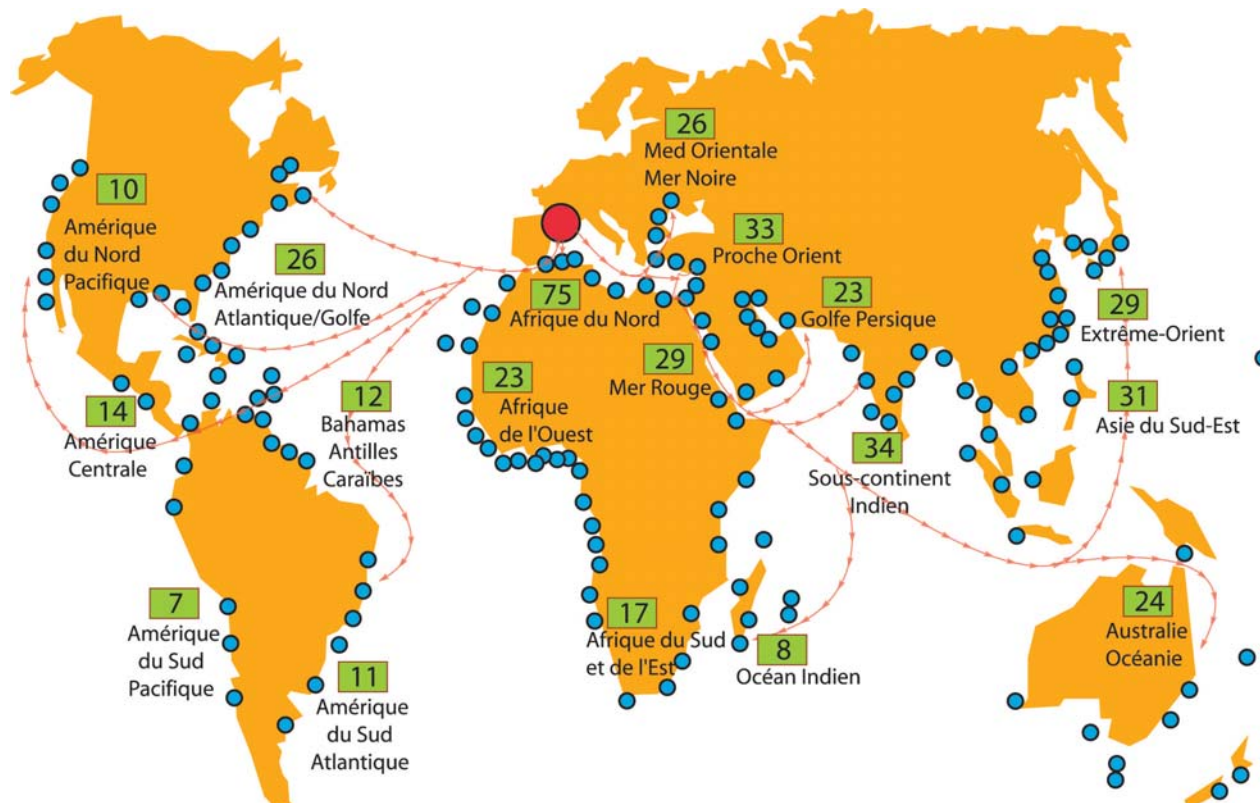 10
Amérique
du Nord
Pacifique
26
Amérique du Nord
Atlantique/Golfe
14
Amérique
Centrale
12
Bahamas
Antilles
Caraïbes
7
Amérique
du Sud
Pacifique
11
Amérique
du Sud
Atlantique
26
Med Orientale
Mer Noire
33
Proche Orient
75
Afrique du Nord
23
Golfe Persique
29
Mer Rouge
23
Afrique
de l'Ouest
34
Sous-continent
Indien
29
Extrême-Orient
31
Asie du Sud-Est
17
Afrique du Sud
et de l'Est
8
Océan Indien
24
Australie
Océanie